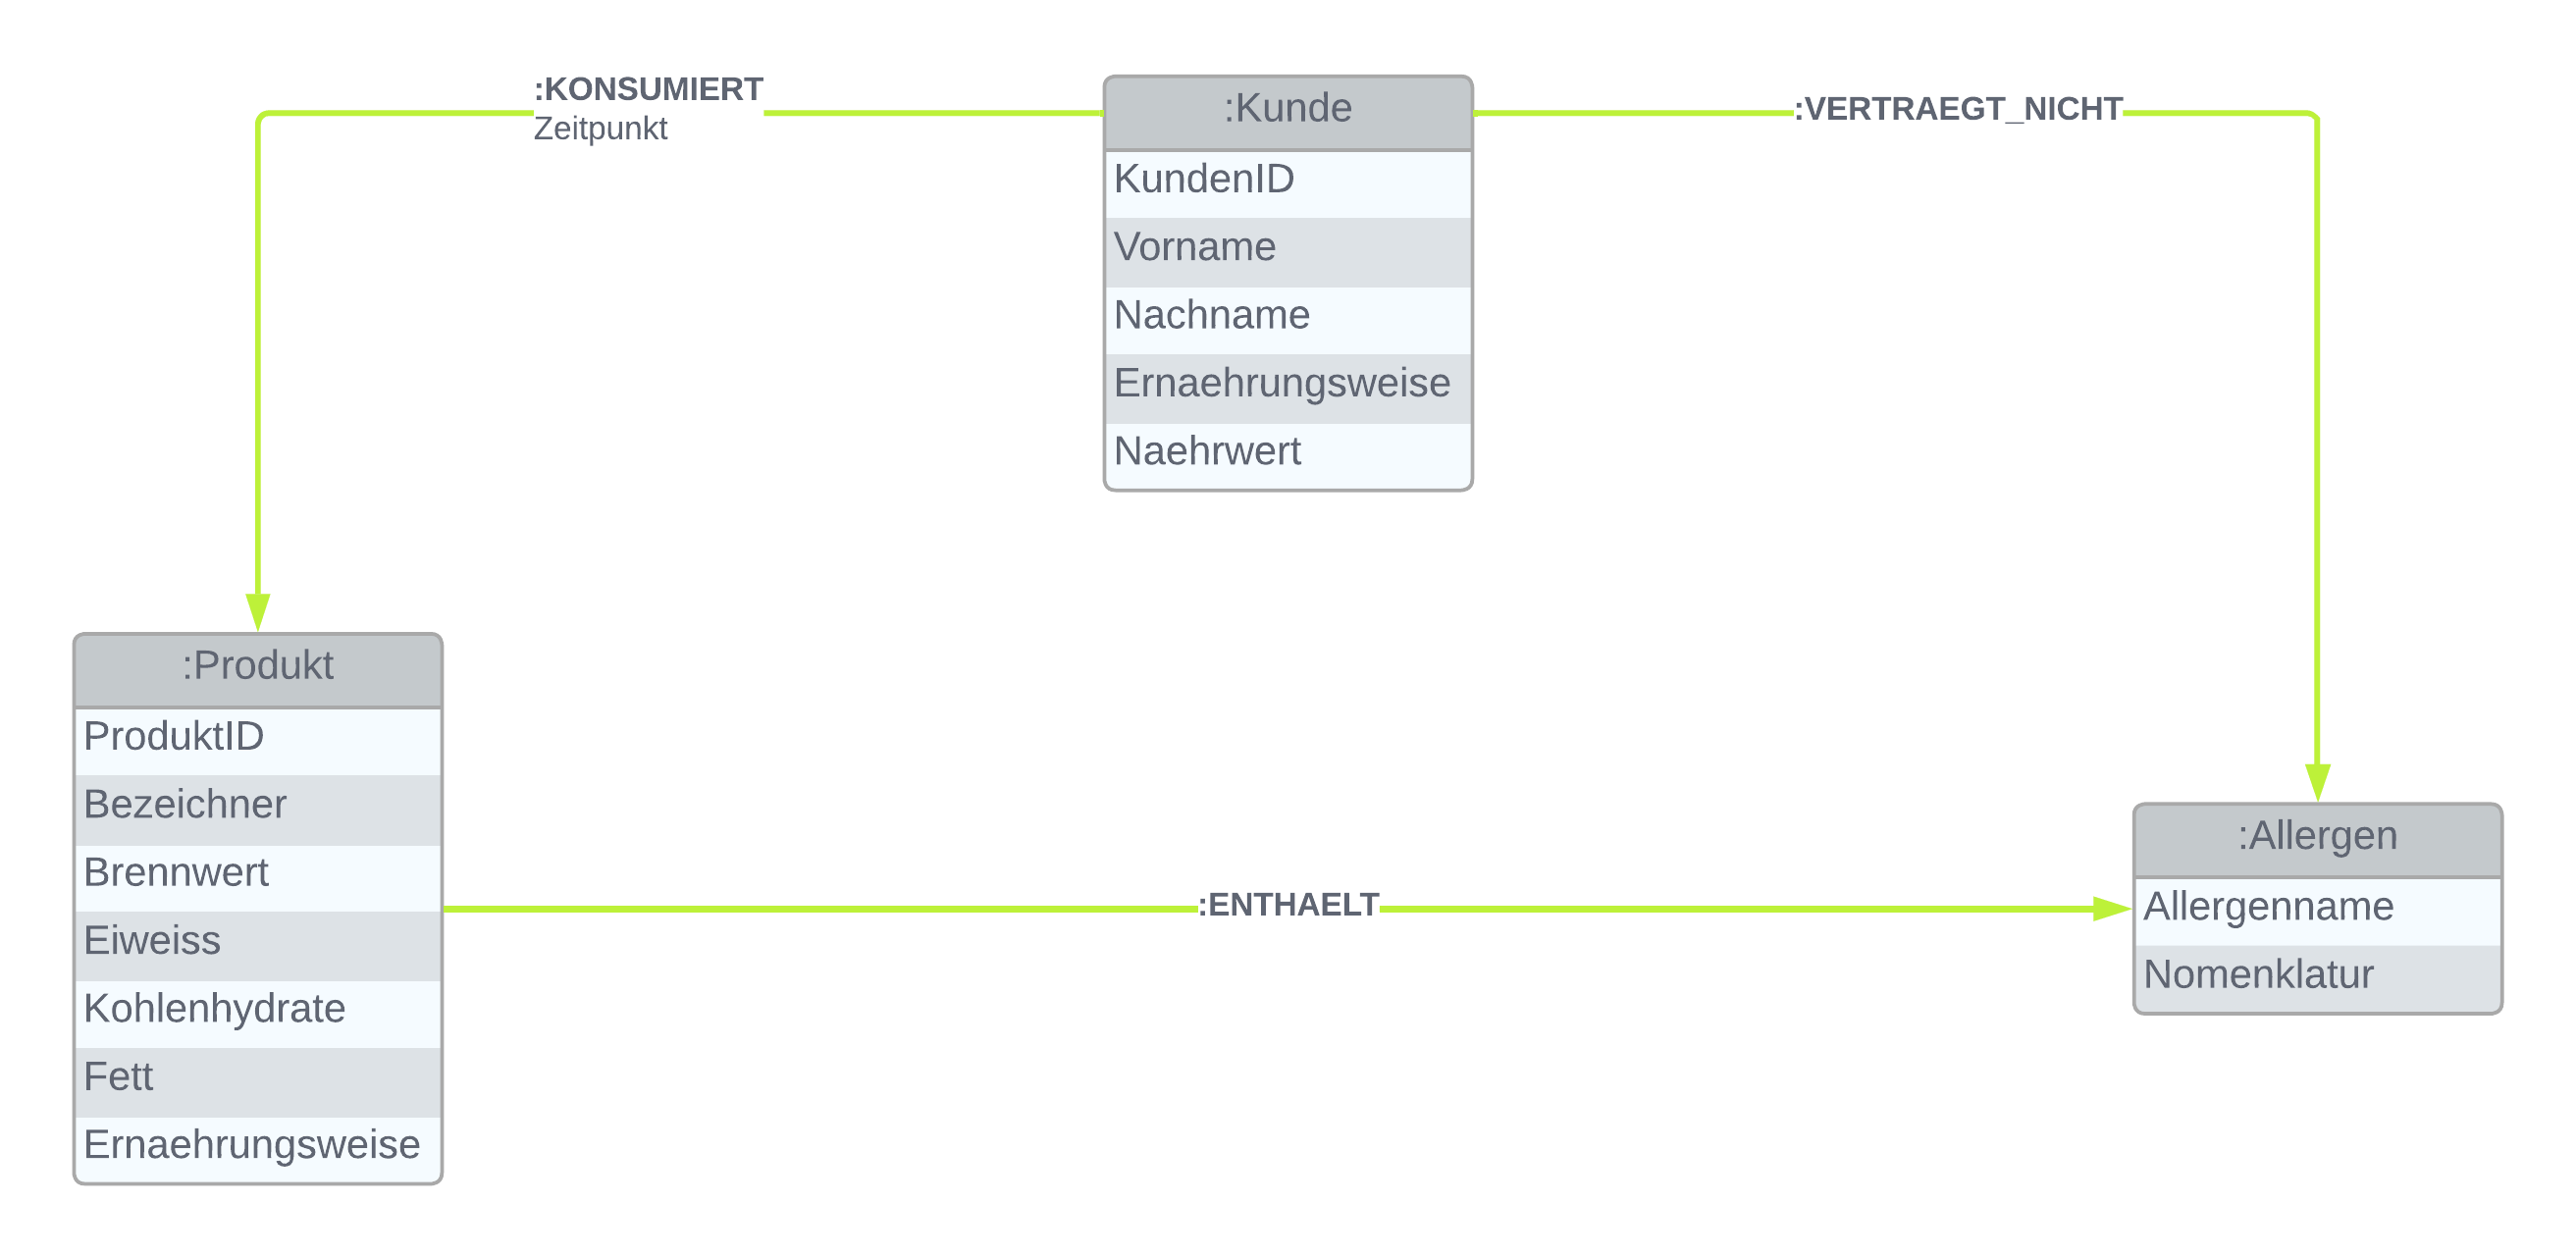 :KONSUMIERT
Zeitpunkt
:Kunde
KundenID
Vorname
Nachname
Ernaehrungsweise
Naehrwert
:VERTRAEGT_NICHT
:Produkt
ProduktID
Bezeichner
Brennwert
Eiweiss
Kohlenhydrate
Fett
Ernaehrungsweise
:ENTHAELT
:Allergen
Allergenname
Nomenklatur